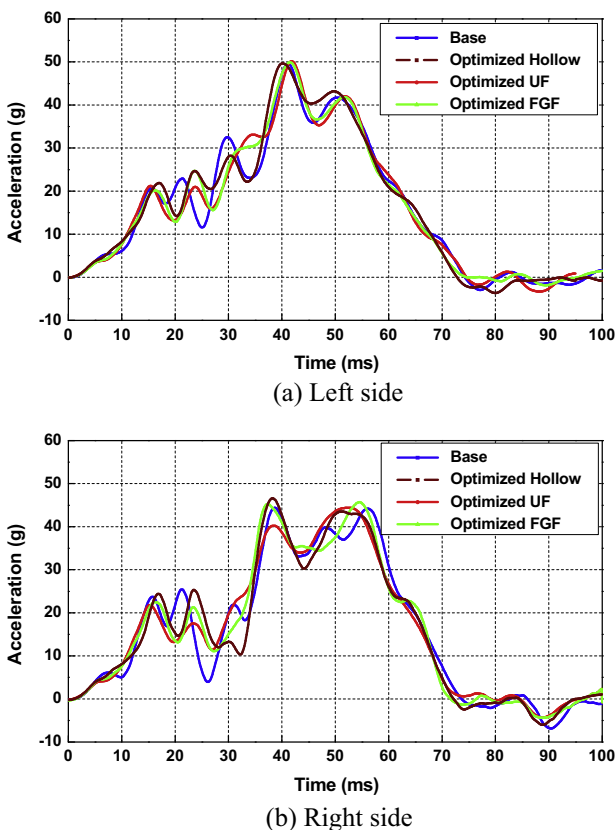 60
50
40
30
20
10
0
-10
Acceleration (g)
Base
Optimized Hollow
Optimized UF
Optimized FGF
0 10 20 30 40 50 60 70 80 90 100
Time (ms)
(a) Left side
60
50
40
30
20
10
0
-10
Acceleration (g)
Base
Optimized Hollow
Optimized UF
Optimized FGF
0 10 20 30 40 50 60 70 80 90 100
Time (ms)
(b) Right side